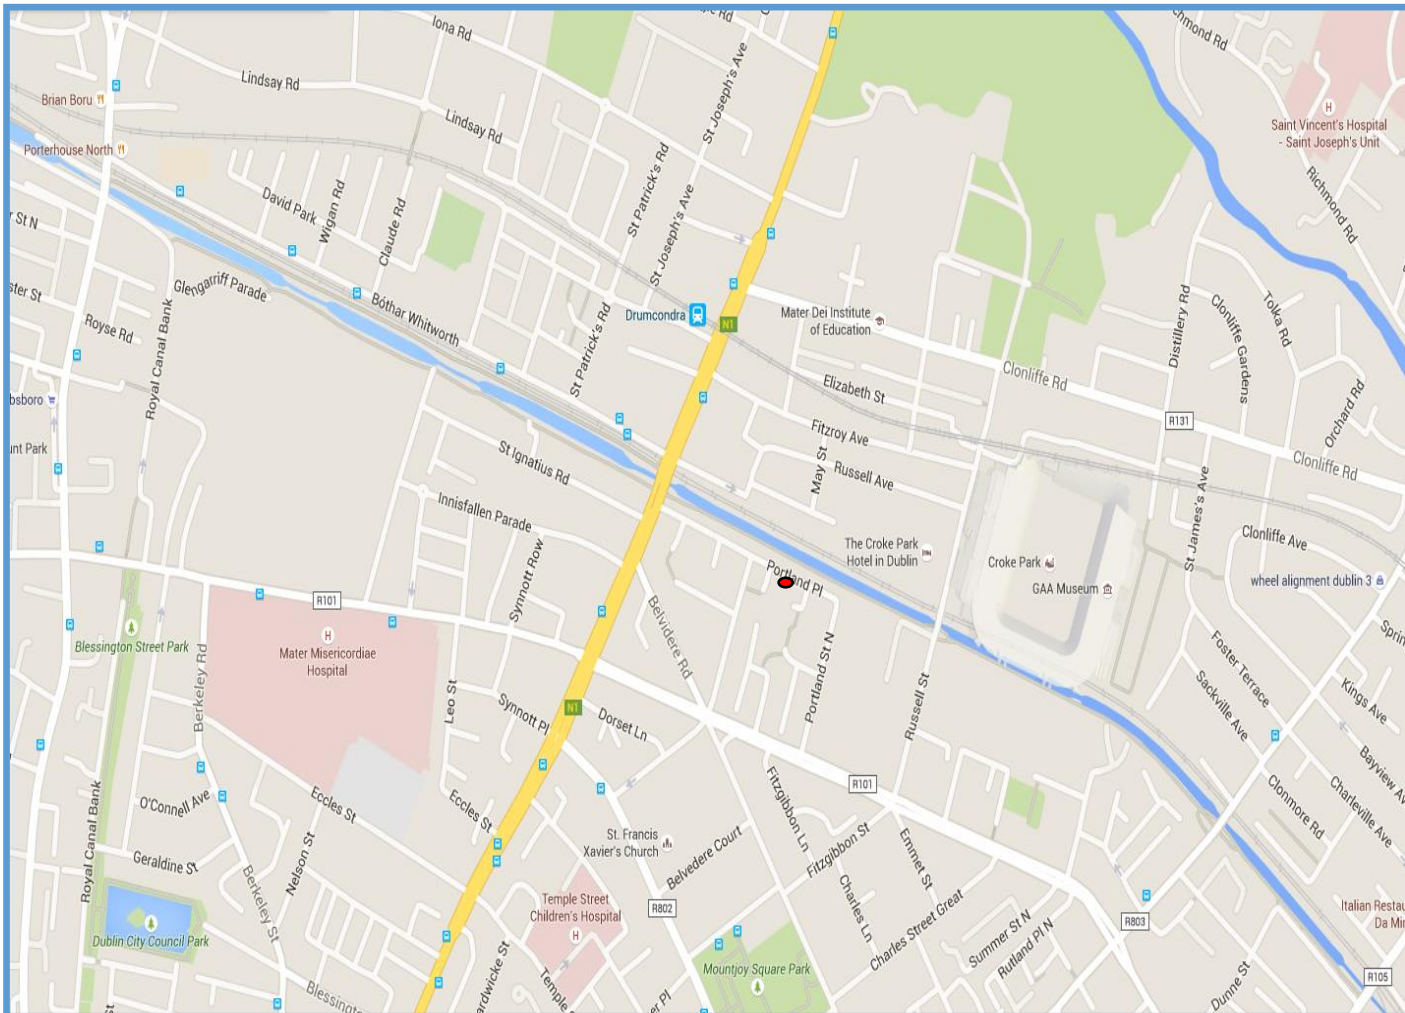 Iona Rd
St Joseph's Ave
Lindsay Rd
Brian Boru
Lindsay Rd
Saint Vincent's Hospital
- Saint Joseph's Unit
Porterhouse North
Richmond Rd
St Patrick's Rd
David Park
Wigan Rd
Claude Rd
St Joseph's Ave
Glengarriff Parade
Royse Rd
Royal Canal Bank
Bóthar Whitworth
Drumcondra
N1
Mater Dei Institute
of Education
Distillery Rd
Clonliffe Gardens
Tolka Rd
St Patrick's Rd
Clonliffe Rd
Elizabeth St
Orchard Rd
R131
Fitzroy Ave
May St
Russell Ave
Clonliffe Rd
St Ignatius Rd
Innisfallen Parade
St James's Ave
Clonliffe Ave
Synnott Row
The Croke Park
Hotel in Dublin
Croke Park
GAA Museum
Portland Pl
wheel alignment dublin 3
R101
Belvidere Rd
Blessington Street Park
Mater Misericordiae
Hospital
Berkeley Rd
Leo St
Synnott Pl
N1
Dorset Ln
Portland St N
Russell St
Foster Terrace
Sackville Ave
Kings Ave
Bayview Av
Charleville Ave
Clonmore Rd
O'Connell Ave
Eccles St
Eccles St
Royal Canal Bank
R101
Fitzgibbon Ln
Fitzgibbon St
Emmet St
St. Francis
Xavier's Church
Belvedere Court
Geraldine St
Nelson St
Berkeley St
Charles Ln
Charles Street Great
Temple Street
Children's Hospital
R802
R803
Summer St N
Rutland Pl N
Dublin City Council Park
Mountjoy Square Park
Italian Restau
Da Mi
R105
Dunne St
Blessingt
ardwicke St
Temple